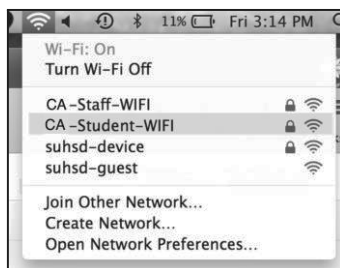 11% Fri 3:14 PM
Wi-Fi: On
Turn Wi-Fi Off
CA-Staff-WIFI
CA-Student-WIFI
suhsd-device
suhsd-guest
Join Other Network...
Create Network...
Open Network Preferences...